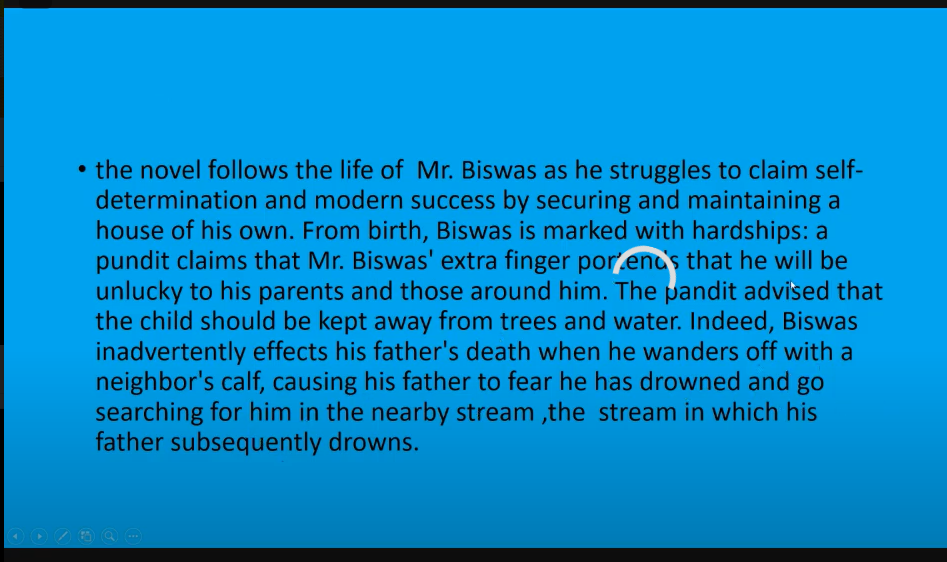 • the novel follows the life of  Mr. Biswas as he struggles to claim self-
determination and modern success by securing and maintaining a
house of his own. From birth, Biswas is marked with hardships: a
pundit claims that Mr. Biswas' extra finger portends that he will be
unlucky to his parents and those around him. The pandit advised that
the child should be kept away from trees and water. Indeed, Biswas
inadvertently effects his father's death when he wanders off with a
neighbor's calf, causing his father to fear he has drowned and go
searching for him in the nearby stream ,the  stream in which his
father subsequently drowns.